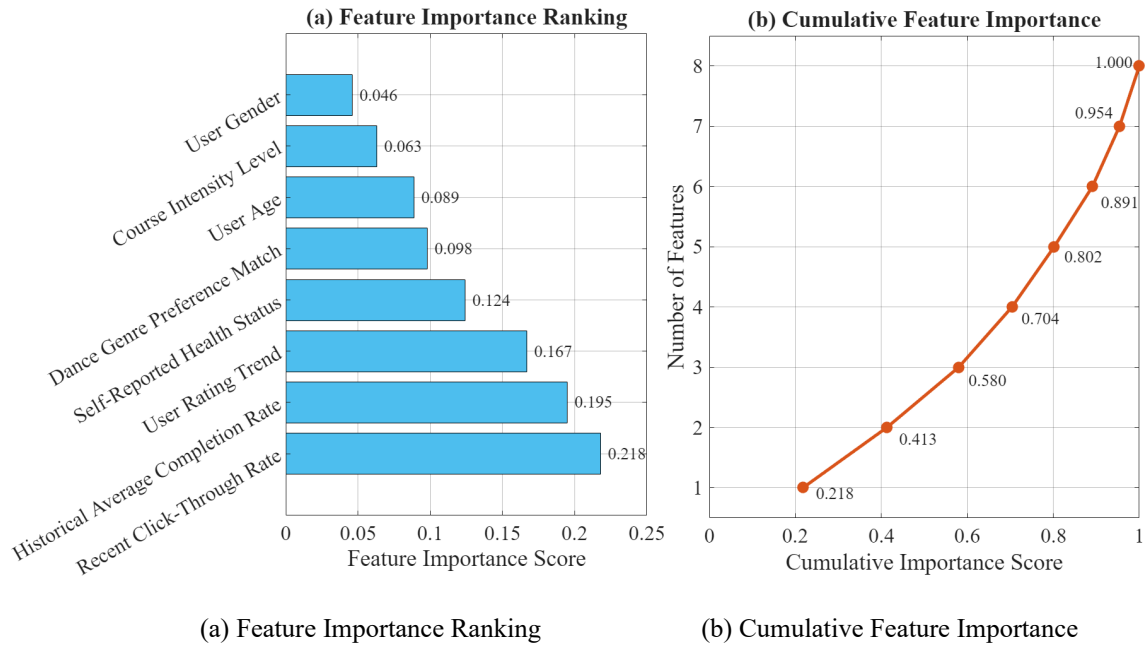 (a) Feature Importance Ranking
User Gender
0.046
Course Intensity Level
0.063
User Age
0.089
Dance Genre Preference Match
0.098
Self-Reported Health Status
0.124
User Rating Trend
0.167
Historical Average Completion Rate
0.195
Recent Click-Through Rate
0.218
0 0.05 0.1 0.15 0.2 0.25
Feature Importance Score
(b) Cumulative Feature Importance
Number of Features
8
7
6
5
4
3
2
1
1.000
0.954
0.891
0.802
0.704
0.580
0.413
0.218
0 0.2 0.4 0.6 0.8 1
Cumulative Importance Score
(a) Feature Importance Ranking
(b) Cumulative Feature Importance